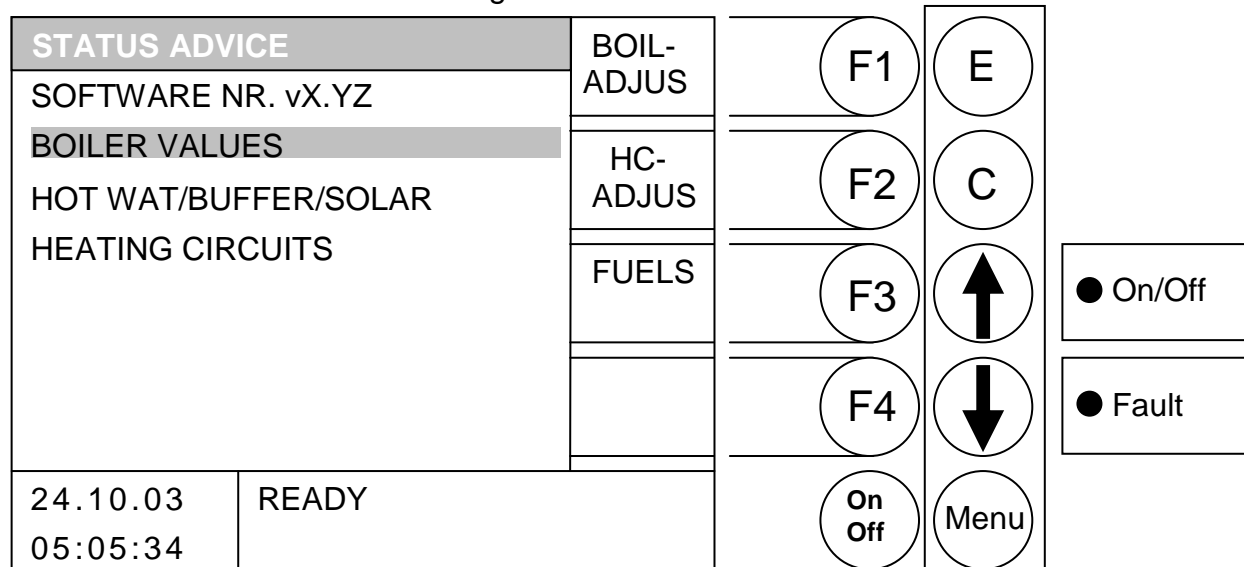 STATUS ADVICE
SOFTWARE NR. vX.YZ
BOILER VALUES
HOT WAT/BUFFER/SOLAR
HEATING CIRCUITS
BOIL-
ADJUS
HC-
ADJUS
FUELS
24.10.03
05:05:34
READY
F1
E
F2
C
F3
F4
On
Off
Menu
● On/Off
● Fault